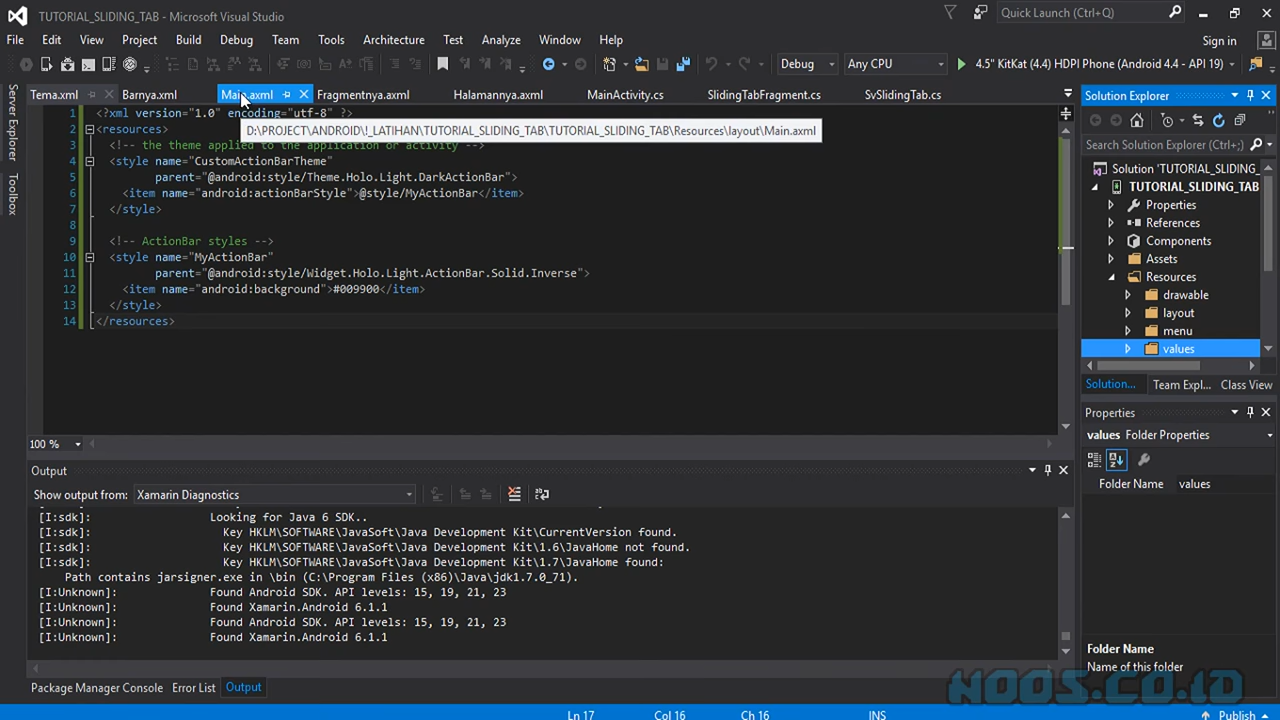 TUTORIAL_SLIDING_TAB - Microsoft Visual Studio
Quick Launch (Ctrl+Q)
File Edit View Project Build Debug Team Tools Architecture Test Analyze Window Help
Sign in
Debug Any CPU 4.5" KitKat (4.4) HDPI Phone (Android 4.4 - API 19)
Server Explorer
Toolbox
Tema.xml Barnya.xml Main.axml Fragmentnya.xml Halamannya.xml MainActivity.cs SlidingTabFragment.cs SvSlidingTab.cs
D:\PROJECT\ANDROID\!_LATIHAN\TUTORIAL_SLIDING_TAB\TUTORIAL_SLIDING_TAB\Resources\layout\Main.axml
1 <?xml version="1.0" encoding="utf-8" ?>
2 <resources>
3 <!-- the theme applied to the application or activity -->
4 <style name="CustomActionBarTheme"
5 parent="@android:style/Theme.Holo.Light.DarkActionBar">
6 <item name="android:actionBarStyle">@style/MyActionBar</item>
7 </style>
8
9 <!-- ActionBar styles -->
10 <style name="MyActionBar"
11 parent="@android:style/Widget.Holo.Light.ActionBar.Solid.Inverse">
12 <item name="android:background">#009900</item>
13 </style>
14 </resources>
100 %
Output
Show output from: Xamarin Diagnostics
[I:sdk]: Looking for Java 6 SDK..
[I:sdk]: Key HKLM\SOFTWARE\JavaSoft\Java Development Kit\CurrentVersion found.
[I:sdk]: Key HKLM\SOFTWARE\JavaSoft\Java Development Kit\1.6\JavaHome not found.
[I:sdk]: Key HKLM\SOFTWARE\JavaSoft\Java Development Kit\1.7\JavaHome found:
Path contains jarsigner.exe in \bin (C:\Program Files (x86)\Java\jdk1.7.0_71).
[I:Unknown]: Found Android SDK. API levels: 15, 19, 21, 23
[I:Unknown]: Found Xamarin.Android 6.1.1
[I:Unknown]: Found Android SDK. API levels: 15, 19, 21, 23
[I:Unknown]: Found Xamarin.Android 6.1.1
Package Manager Console Error List Output
Solution Explorer
Search Solution Explorer (Ctrl+;)
Solution 'TUTORIAL_SLIDING_
TUTORIAL_SLIDING_TAB
Properties
References
Components
Assets
Resources
drawable
layout
menu
values
Solution... Team Expl... Class View
Properties
values Folder Properties
Folder Name values
Folder Name
Name of this folder
NOOS.CO.ID
Ln 17 Col 16 Ch 16 INS Publish